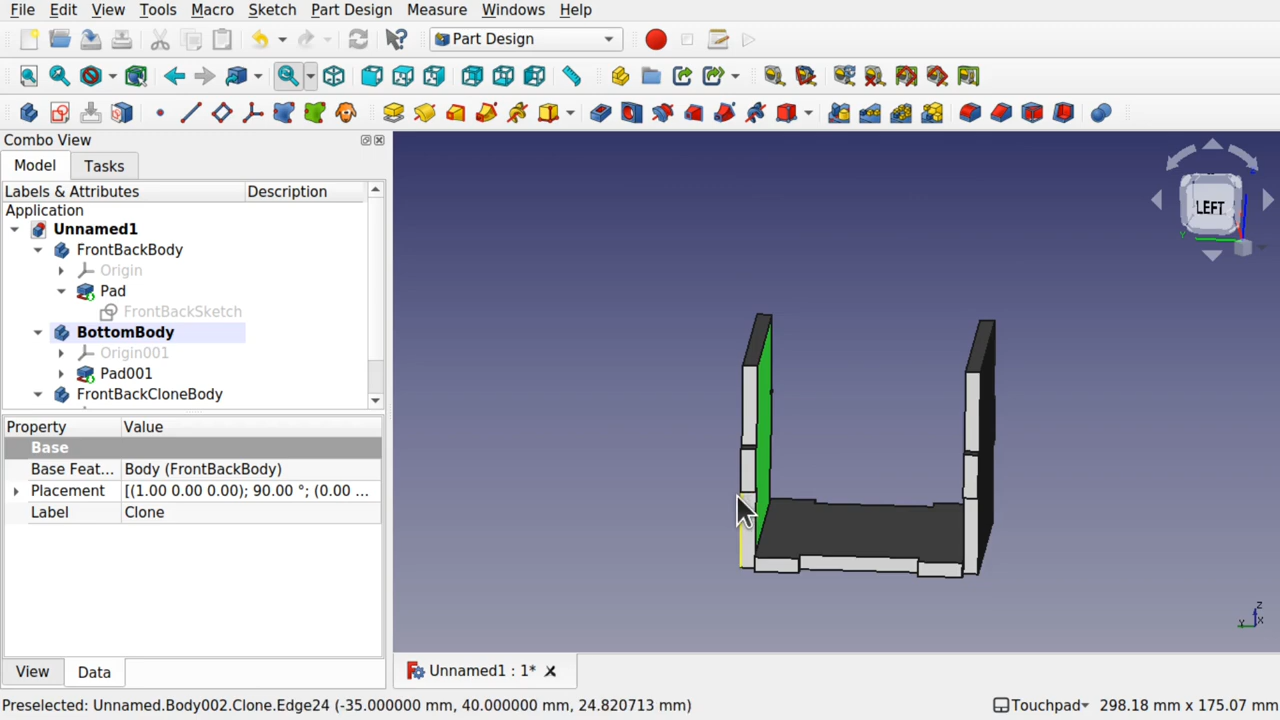 File Edit View Tools Macro Sketch Part Design Measure Windows Help
Part Design
Combo View
Model Tasks
Labels & Attributes Description
Application
Unnamed1
FrontBackBody
Origin
Pad
FrontBackSketch
BottomBody
Origin001
Pad001
FrontBackCloneBody
Property Value
Base
Base Feat... Body (FrontBackBody)
Placement [(1.00 0.00 0.00); 90.00 °; (0.00 ...
Label Clone
View Data
LEFT
Y
Z
Y X
Unnamed1 : 1*
Preselected: Unnamed.Body002.Clone.Edge24 (-35.000000 mm, 40.000000 mm, 24.820713 mm) Touchpad 298.18 mm x 175.07 mm